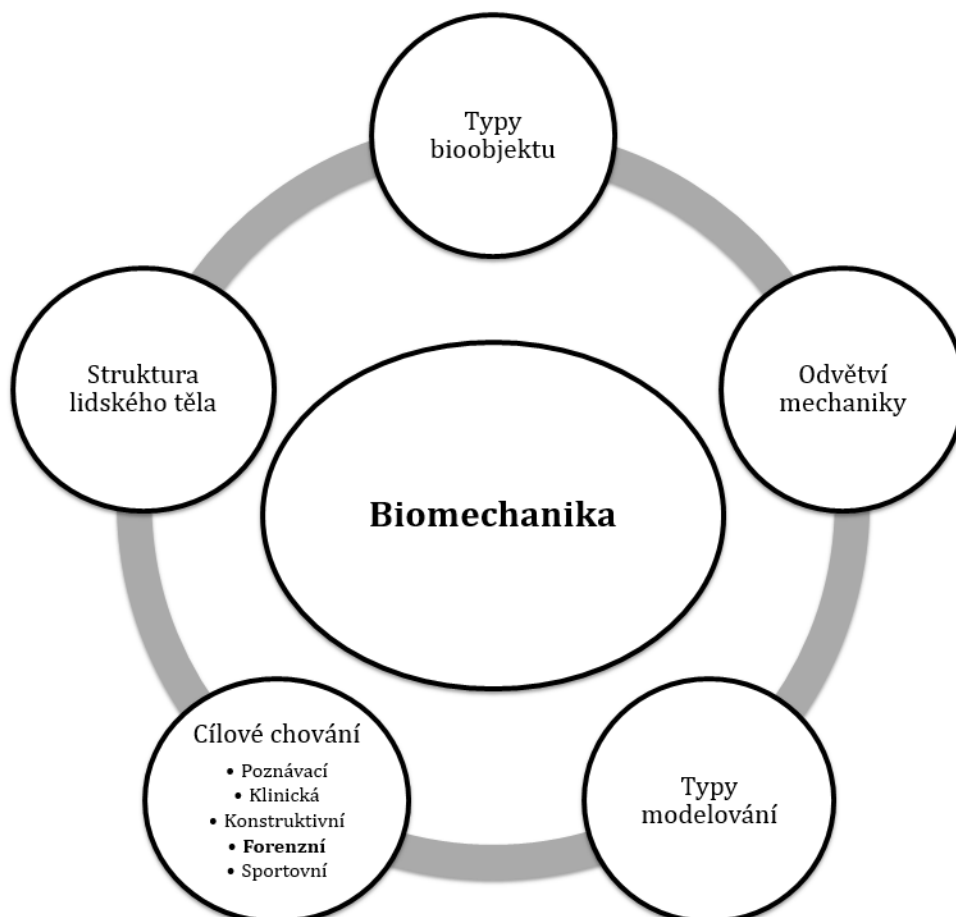 Typy
bioobjektu
Struktura
lidského těla
Odvětví
mechaniky
Biomechanika
Cílové chování
• Poznávací
• Klinická
• Konstruktivní
• Forenzní
• Sportovní
Typy
modelování